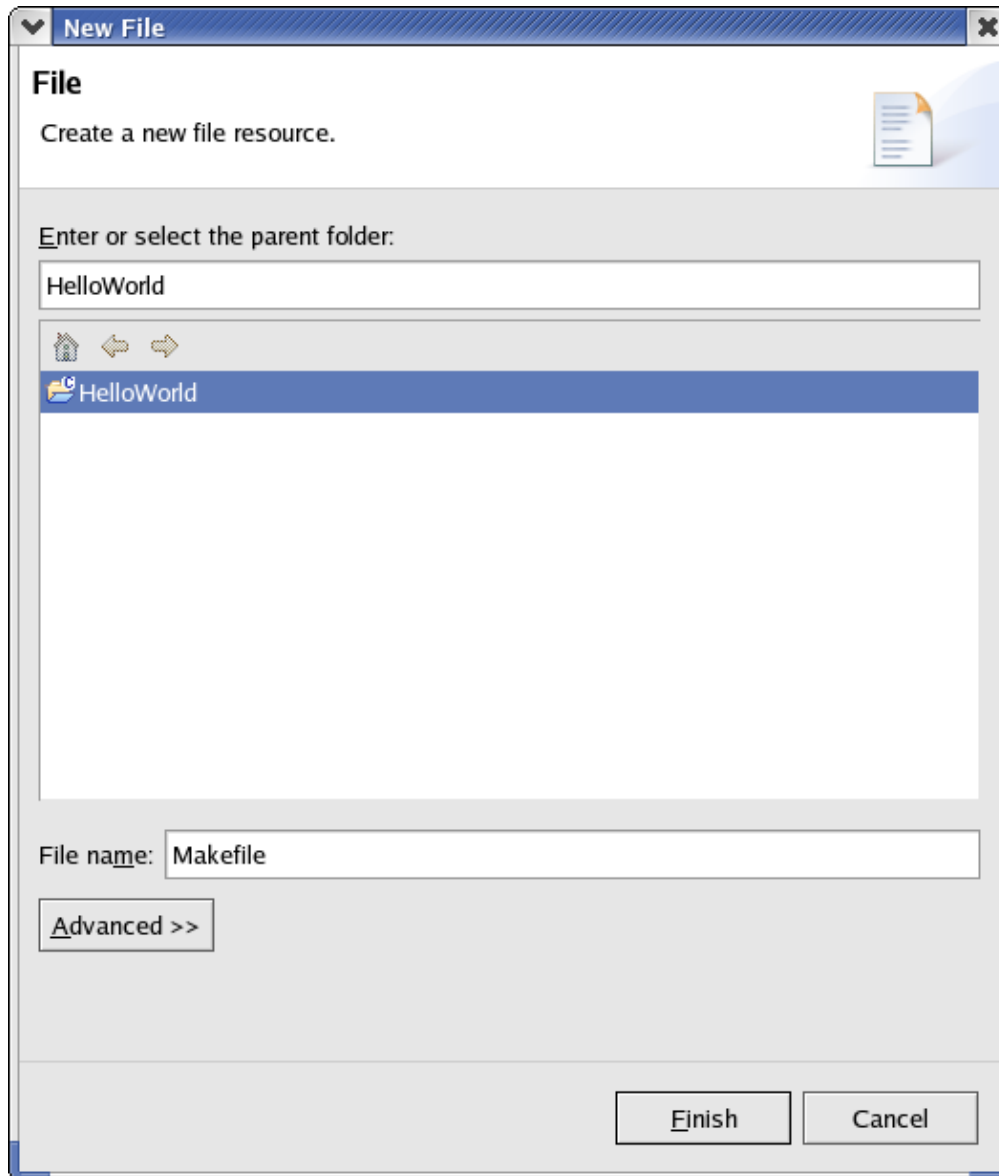 New File
File
Create a new file resource.
Enter or select the parent folder:
HelloWorld
HelloWorld
File name: Makefile
Advanced >>
Finish Cancel